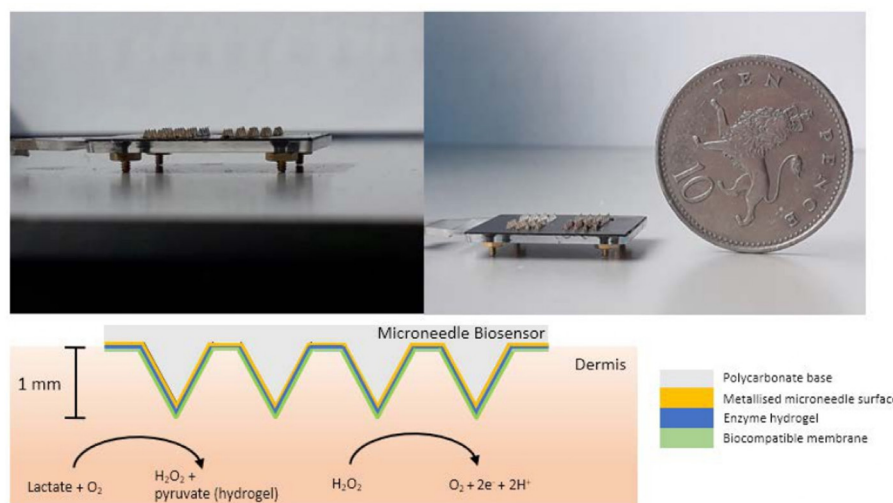 TEN PENCE
10
Microneedle Biosensor
Dermis
1 mm
Polycarbonate base
Metallised microneedle surface
Enzyme hydrogel
Biocompatible membrane
Lactate + O₂
H₂O₂ +
pyruvate (hydrogel)
H₂O₂
O₂ + 2e⁻ + 2H⁺